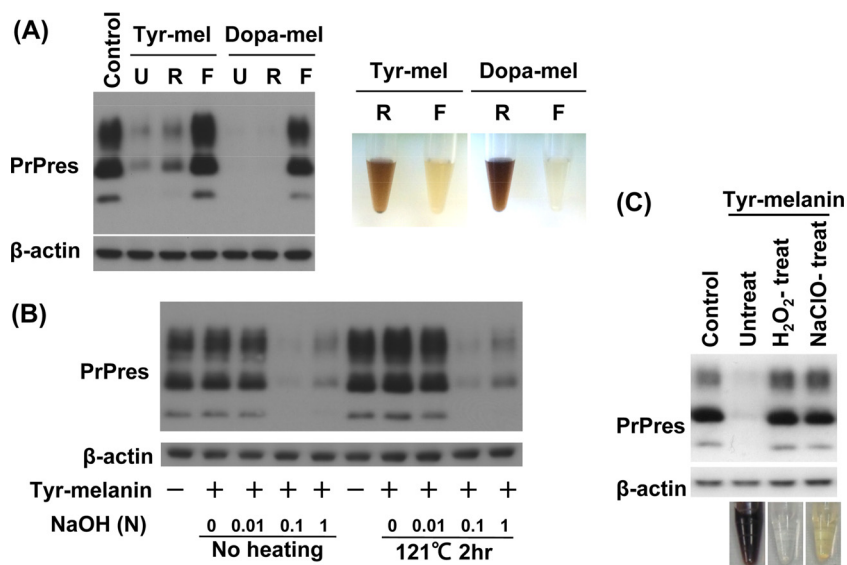 (A)
Control
Tyr-mel Dopa-mel
U R F U R F
PrPres
β-actin
Tyr-mel Dopa-mel
R F R F
(B)
PrPres
β-actin
Tyr-melanin − + + + + − + + + +
NaOH (N) 0 0.01 0.1 1 0 0.01 0.1 1
No heating 121℃ 2hr
(C)
Tyr-melanin
Control
Untreat
H₂O₂- treat
NaClO- treat
PrPres
β-actin